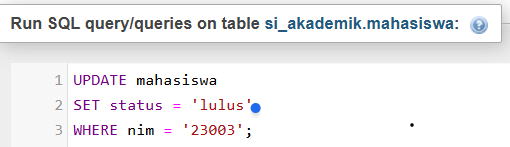 Run SQL query/queries on table si_akademik.mahasiswa:
1 UPDATE mahasiswa
2 SET status = 'lulus'
3 WHERE nim = '23003';